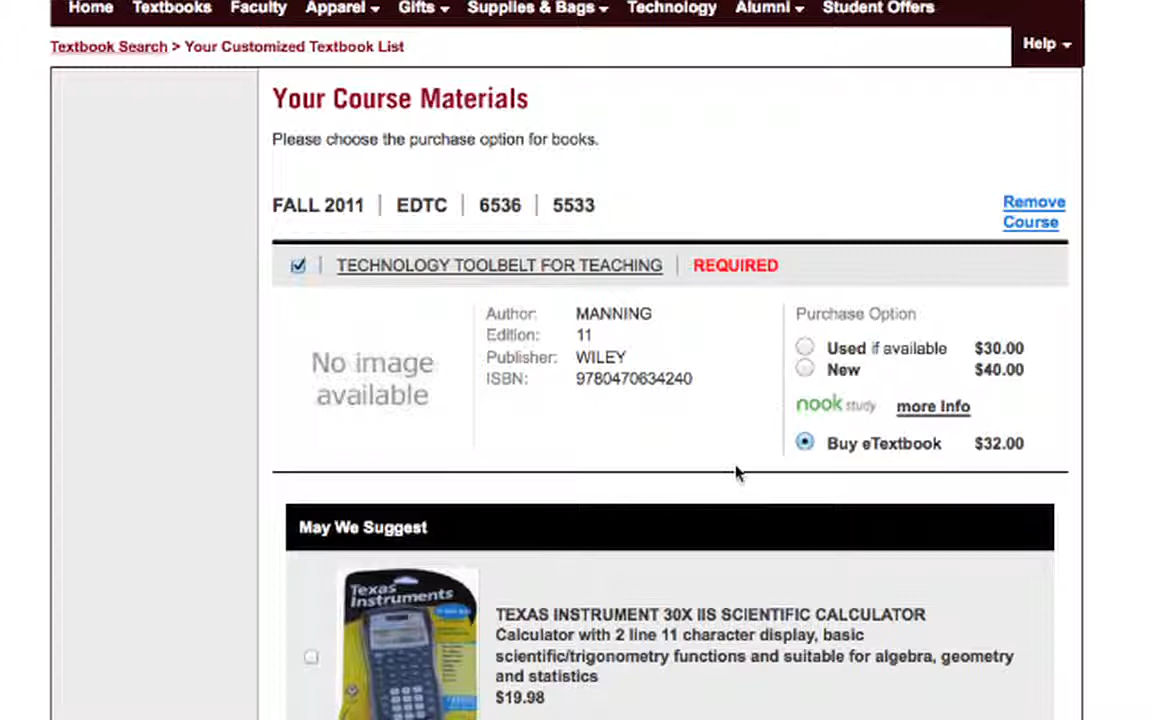 Home Textbooks Faculty Apparel Gifts Supplies & Bags Technology Alumni Student Offers
Textbook Search > Your Customized Textbook List
Help
Your Course Materials
Please choose the purchase option for books.
FALL 2011 | EDTC | 6536 | 5533
Remove
Course
TECHNOLOGY TOOLBELT FOR TEACHING | REQUIRED
No image
available
Author: MANNING
Edition: 11
Publisher: WILEY
ISBN: 9780470634240
Purchase Option
Used if available $30.00
New $40.00
nook study more Info
Buy eTextbook $32.00
May We Suggest
Texas
Instruments
TEXAS INSTRUMENT 30X IIS SCIENTIFIC CALCULATOR
Calculator with 2 line 11 character display, basic
scientific/trigonometry functions and suitable for algebra, geometry
and statistics
$19.98